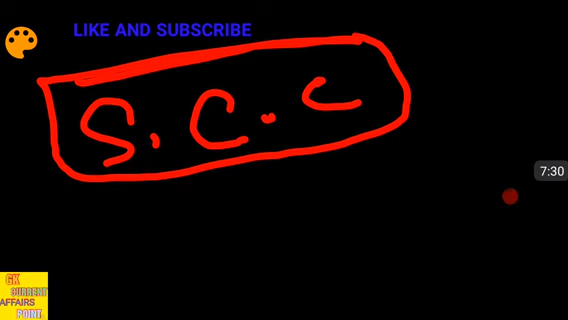 LIKE AND SUBSCRIBE
S. C. C
7:30
GK
CURRENT
AFFAIRS
POINT